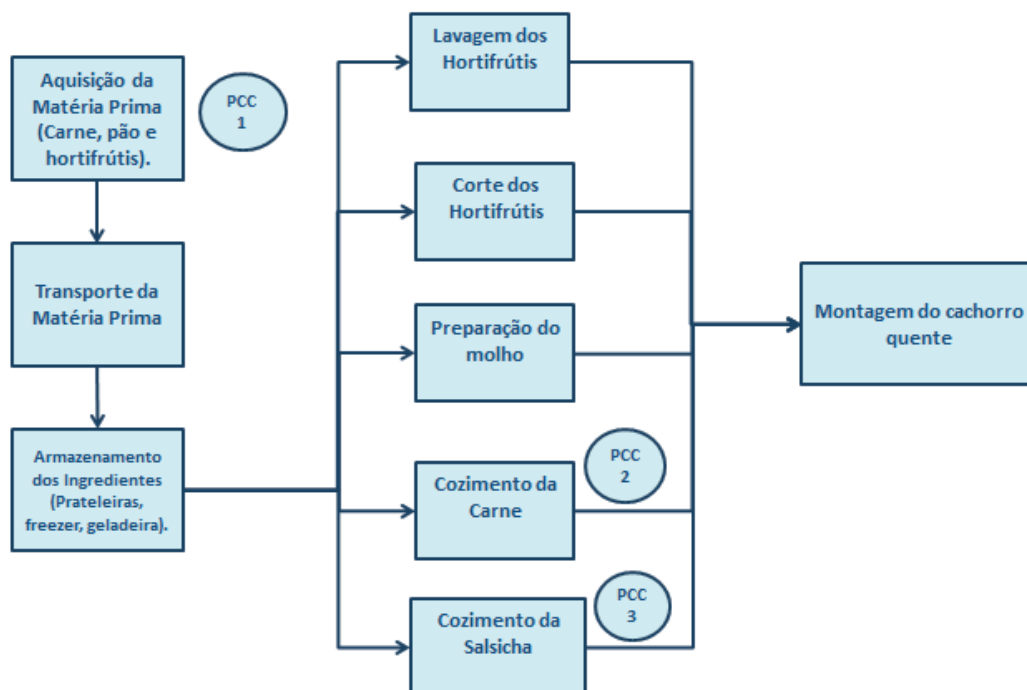 Aquisição da
Matéria Prima
(Carne, pão e
hortifrútis).
PCC
1
Transporte da
Matéria Prima
Armazenamento
dos Ingredientes
(Prateleiras,
freezer, geladeira).
Lavagem dos
Hortifrútis
Corte dos
Hortifrútis
Preparação do
molho
Cozimento da
Carne
PCC
2
Cozimento da
Salsicha
PCC
3
Montagem do cachorro
quente